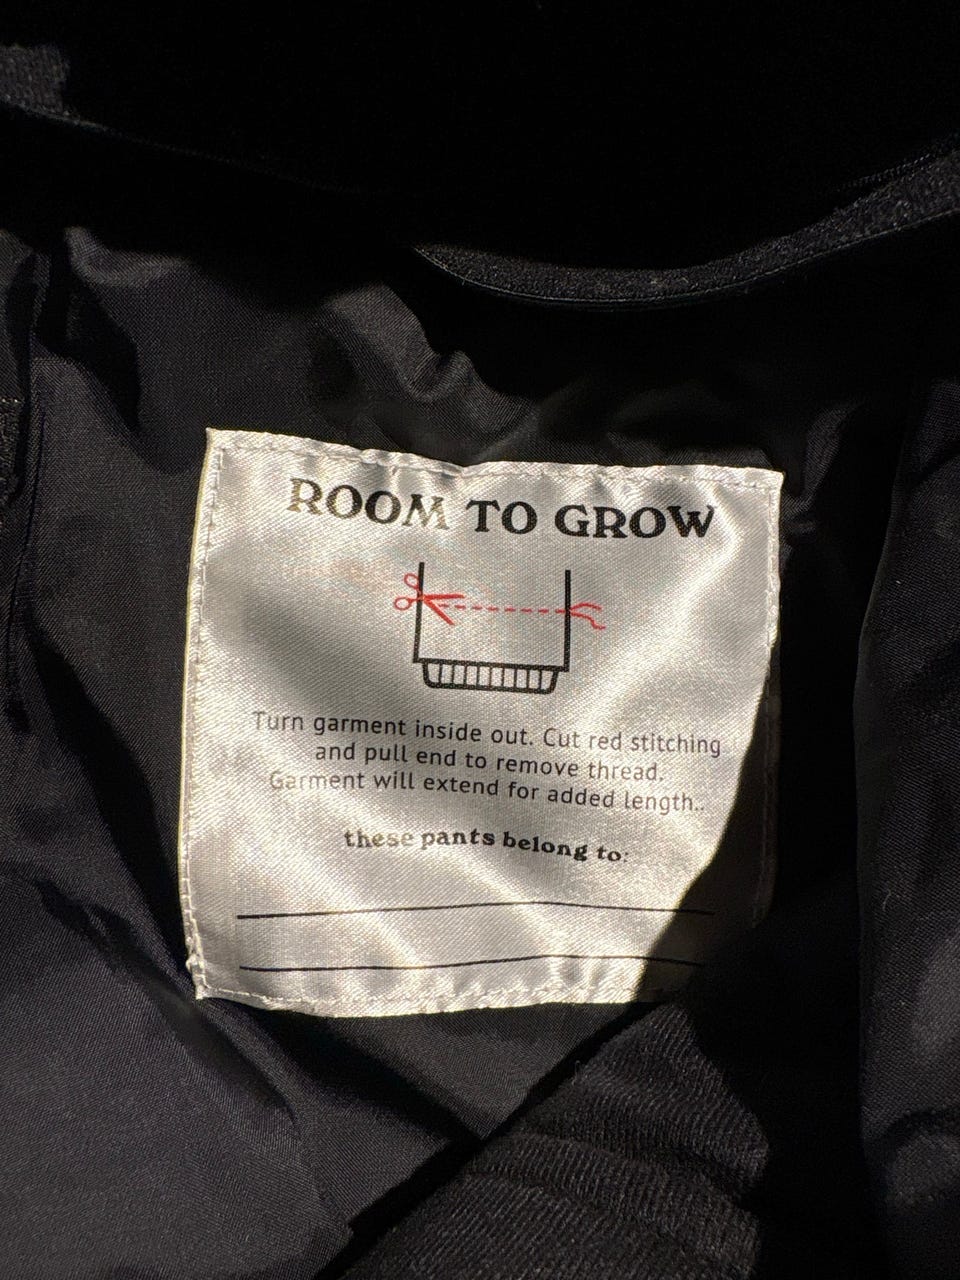 ROOM TO GROW
Turn garment inside out. Cut red stitching
and pull end to remove thread.
Garment will extend for added length..
these pants belong to: